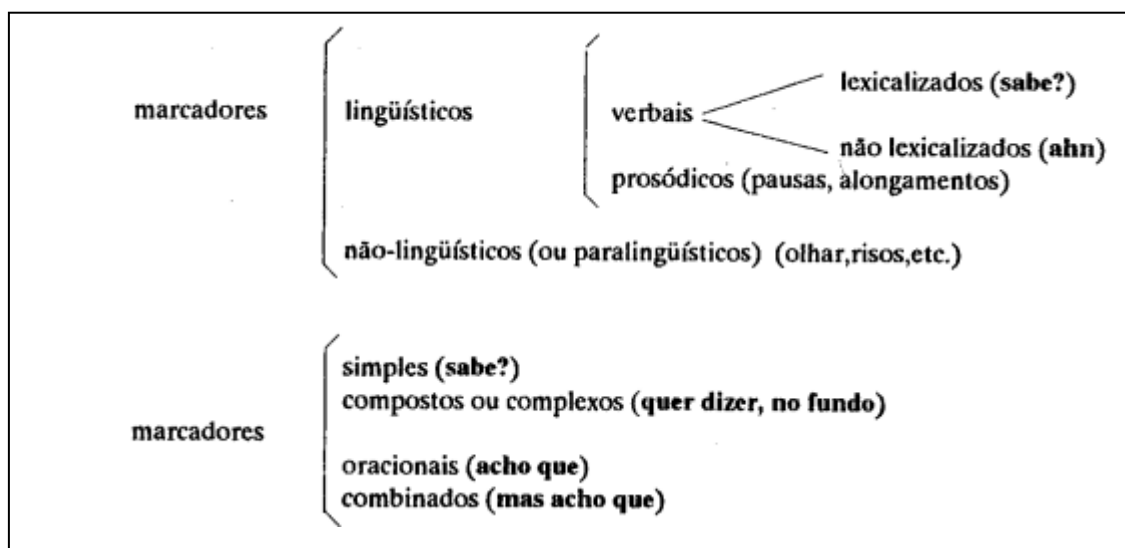 lexicalizados (sabe?)
marcadores lingüísticos verbais
não lexicalizados (ahn)
prosódicos (pausas, alongamentos)
não-lingüísticos (ou paralingüísticos) (olhar,risos,etc.)
simples (sabe?)
compostos ou complexos (quer dizer, no fundo)
marcadores
oracionais (acho que)
combinados (mas acho que)